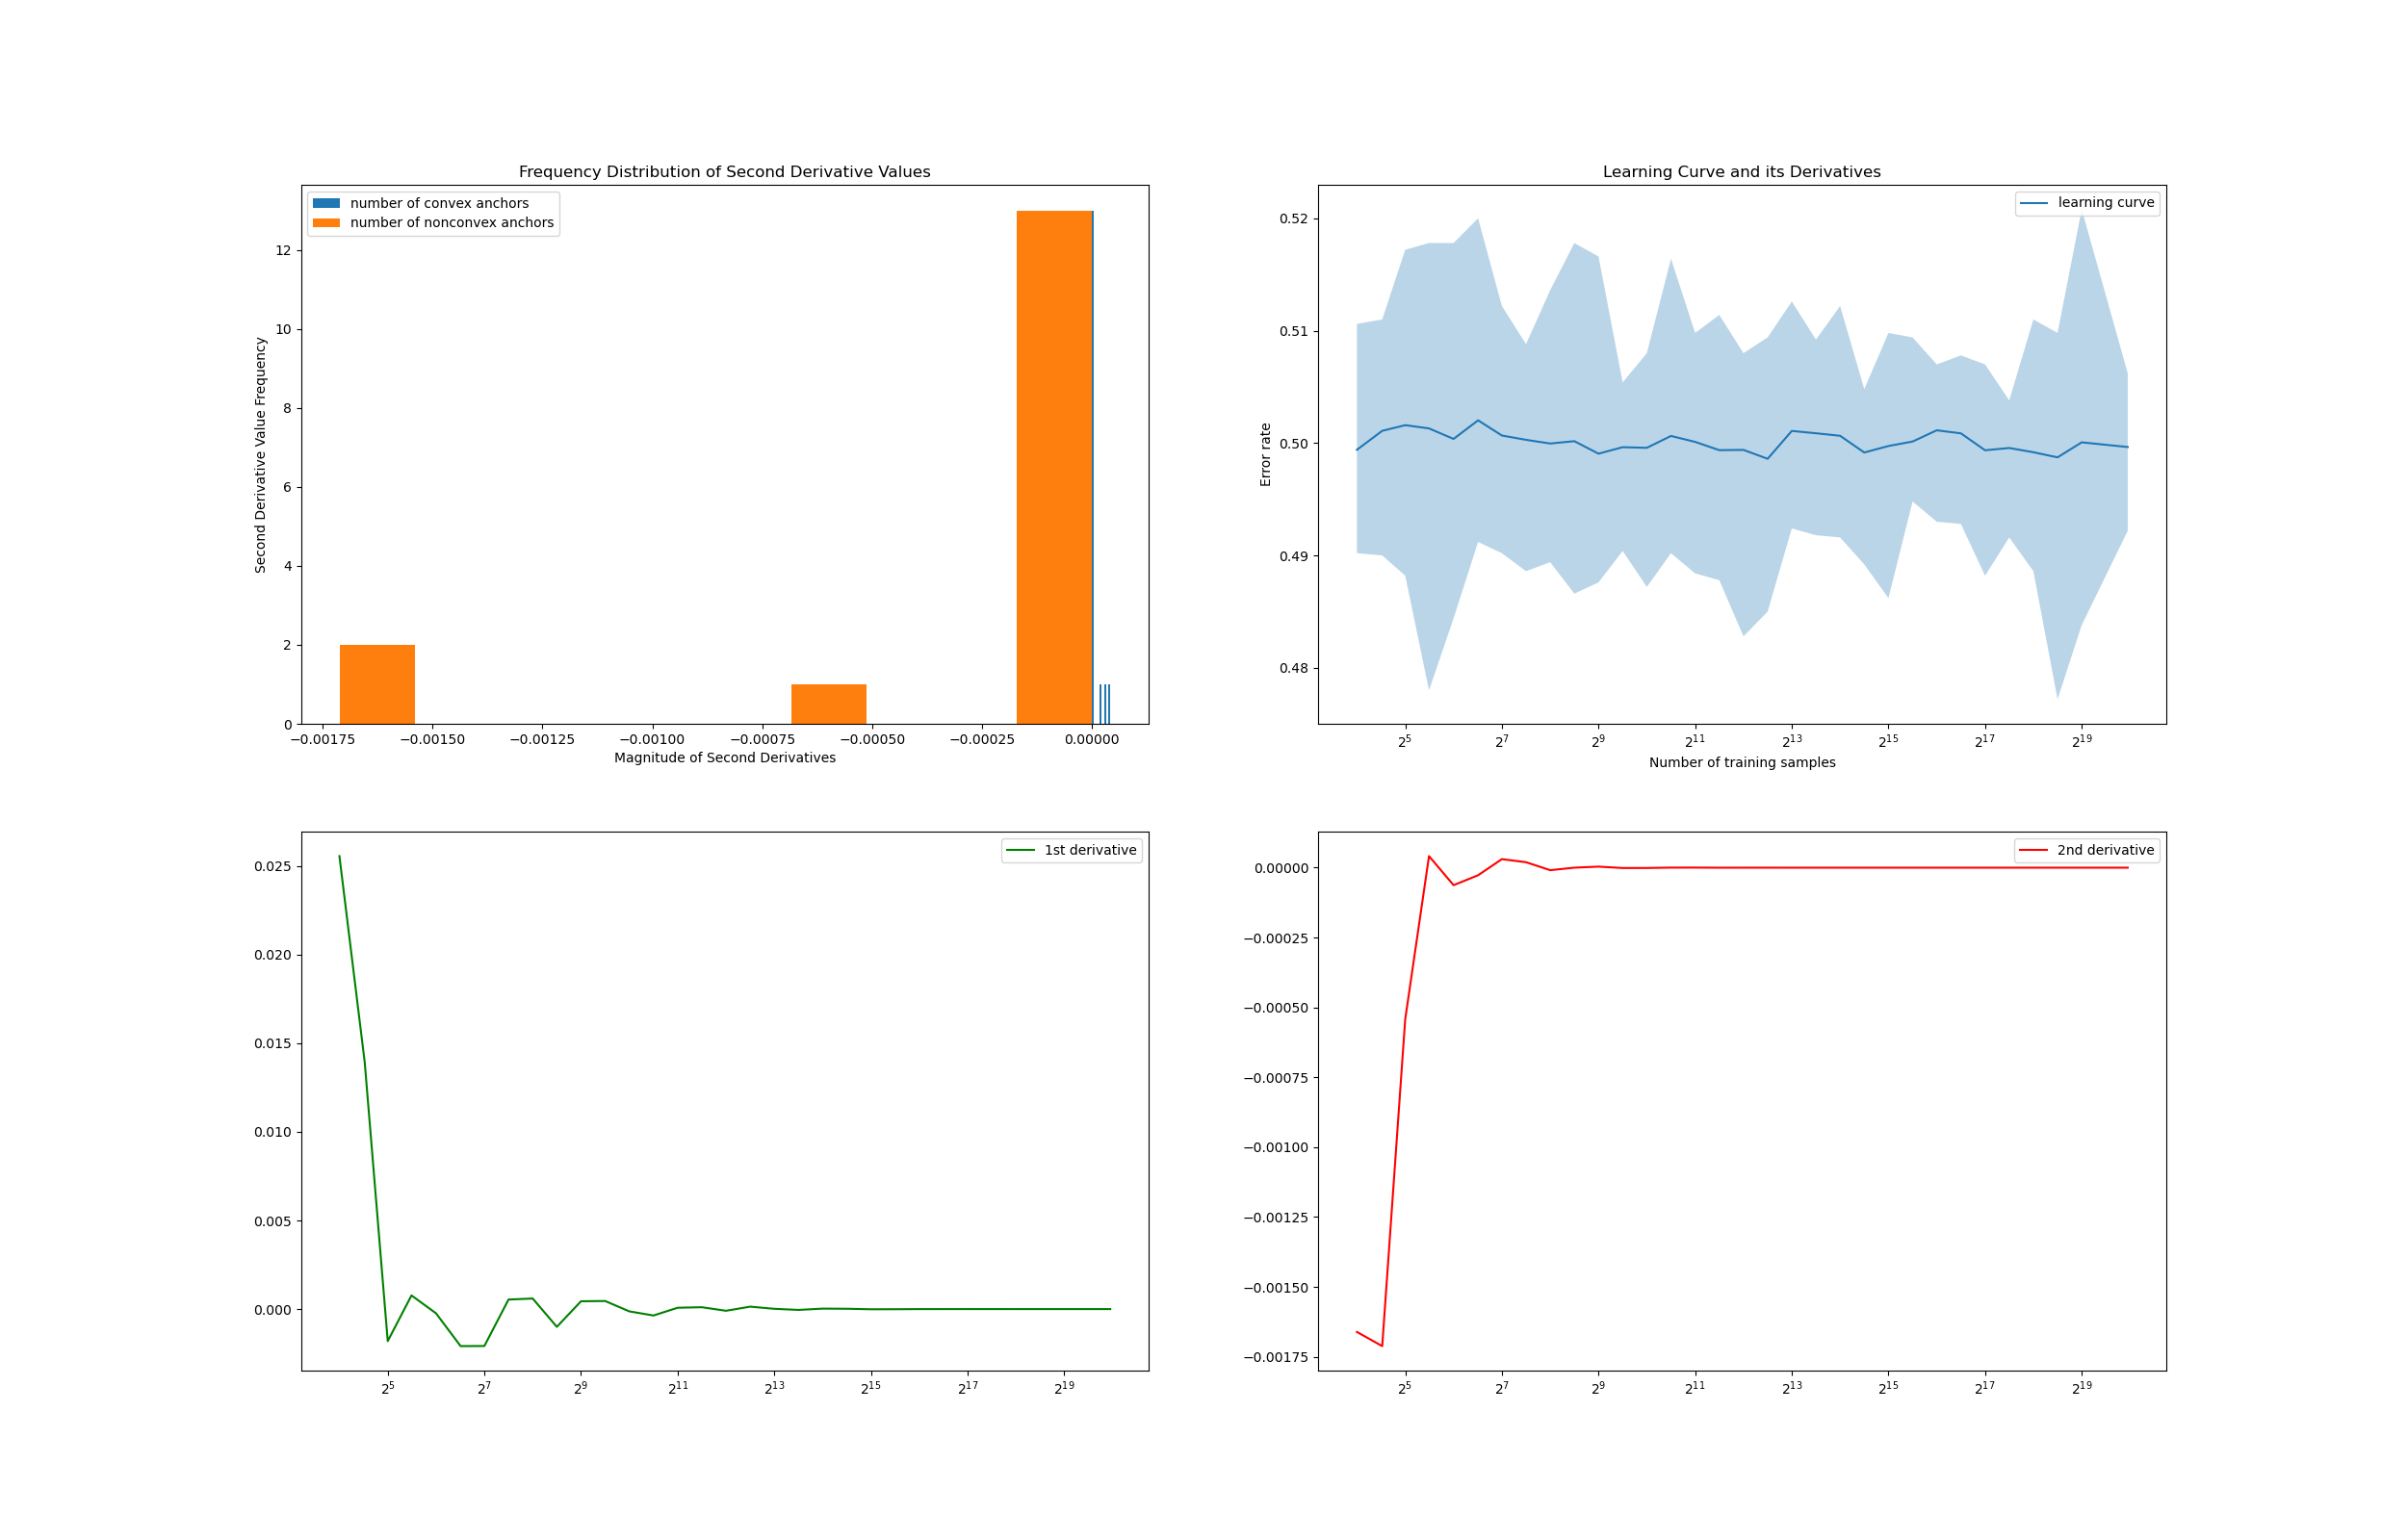 Frequency Distribution of Second Derivative Values
number of convex anchors
number of nonconvex anchors
Second Derivative Value Frequency
12
10
8
6
4
2
0
−0.00175 −0.00150 −0.00125 −0.00100 −0.00075 −0.00050 −0.00025 0.00000
Magnitude of Second Derivatives
Learning Curve and its Derivatives
learning curve
Error rate
0.52
0.51
0.50
0.49
0.48
2^5 2^7 2^9 2^11 2^13 2^15 2^17 2^19
Number of training samples
1st derivative
0.025
0.020
0.015
0.010
0.005
0.000
2^5 2^7 2^9 2^11 2^13 2^15 2^17 2^19
2nd derivative
0.00000
−0.00025
−0.00050
−0.00075
−0.00100
−0.00125
−0.00150
−0.00175
2^5 2^7 2^9 2^11 2^13 2^15 2^17 2^19